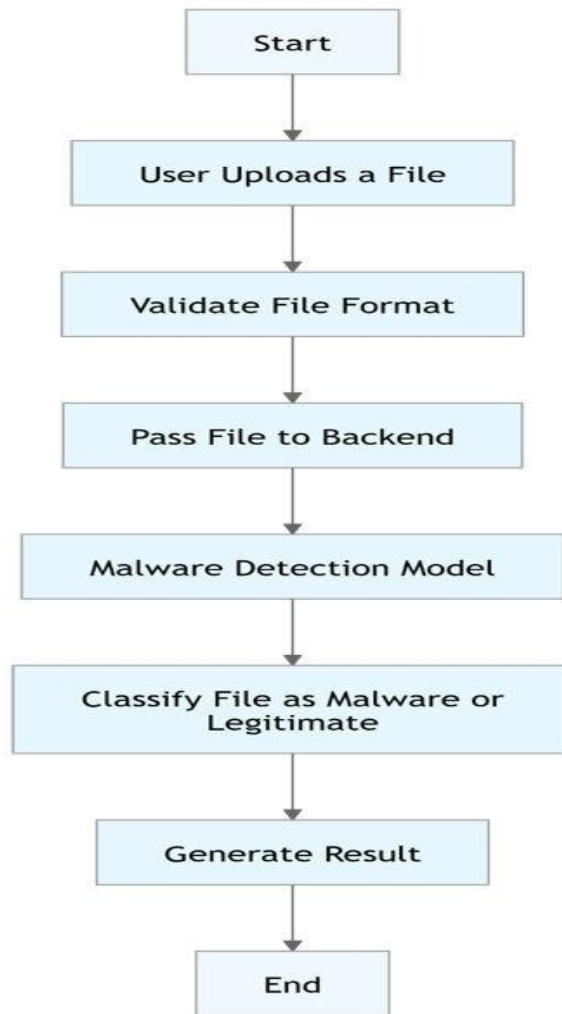 Start
User Uploads a File
Validate File Format
Pass File to Backend
Malware Detection Model
Classify File as Malware or
Legitimate
Generate Result
End